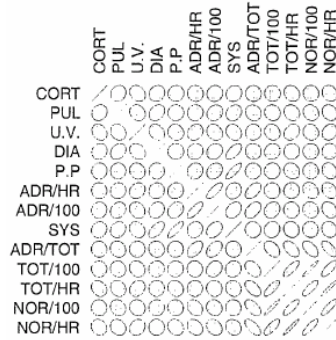 CORT PUL U.V. DIA P.P ADR/HR ADR/100 SYS ADR/TOT TOT/100 TOT/HR NOR/100 NOR/HR
CORT
PUL
U.V.
DIA
P.P
ADR/HR
ADR/100
SYS
ADR/TOT
TOT/100
TOT/HR
NOR/100
NOR/HR